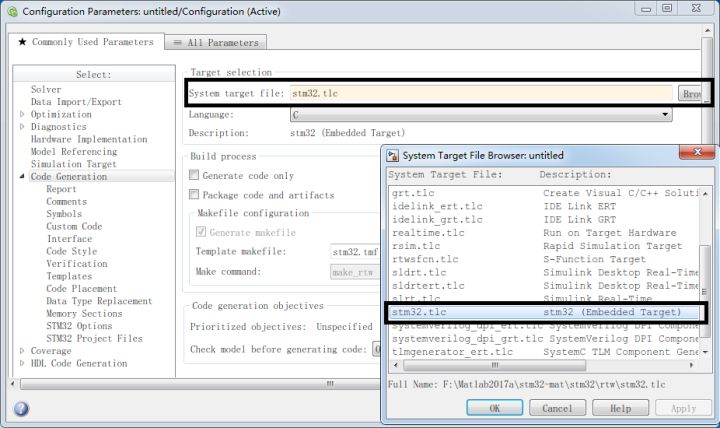 Configuration Parameters: untitled/Configuration (Active)
★ Commonly Used Parameters
≡ All Parameters
Select:
Solver
Data Import/Export
Optimization
Diagnostics
Hardware Implementation
Model Referencing
Simulation Target
Code Generation
Report
Comments
Symbols
Custom Code
Interface
Code Style
Verification
Templates
Code Placement
Data Type Replacement
Memory Sections
STM32 Options
STM32 Project Files
Coverage
HDL Code Generation
Target selection
System target file: stm32.tlc
Language: C
Description: stm32 (Embedded Target)
Build process
Generate code only
Package code and artifacts
Makefile configuration
Generate makefile
Template makefile: stm32.tmf
Make command: make_rtw
Code generation objectives
Prioritized objectives: Unspecified
Check model before generating code:
System Target File Browser: untitled
System Target File: Description:
grt.tlc Create Visual C/C++ Soluti
idelink_ert.tlc IDE Link ERT
idelink_grt.tlc IDE Link GRT
realtime.tlc Run on Target Hardware
rsim.tlc Rapid Simulation Target
rtwsfcn.tlc S-Function Target
sldrt.tlc Simulink Desktop Real-Time
sldrtert.tlc Simulink Desktop Real-Time
slrt.tlc Simulink Real-Time
stm32.tlc stm32 (Embedded Target)
systemverilog_dpi_ert.tlc SystemVerilog DPI Component
systemverilog_dpi_grt.tlc SystemVerilog DPI Component
tlmgenerator_ert.tlc SystemC TLM Component Gene
Full Name: F:\Matlab2017a\stm32-mat\stm32\rtw\stm32.tlc
OK
Cancel
Help
Apply